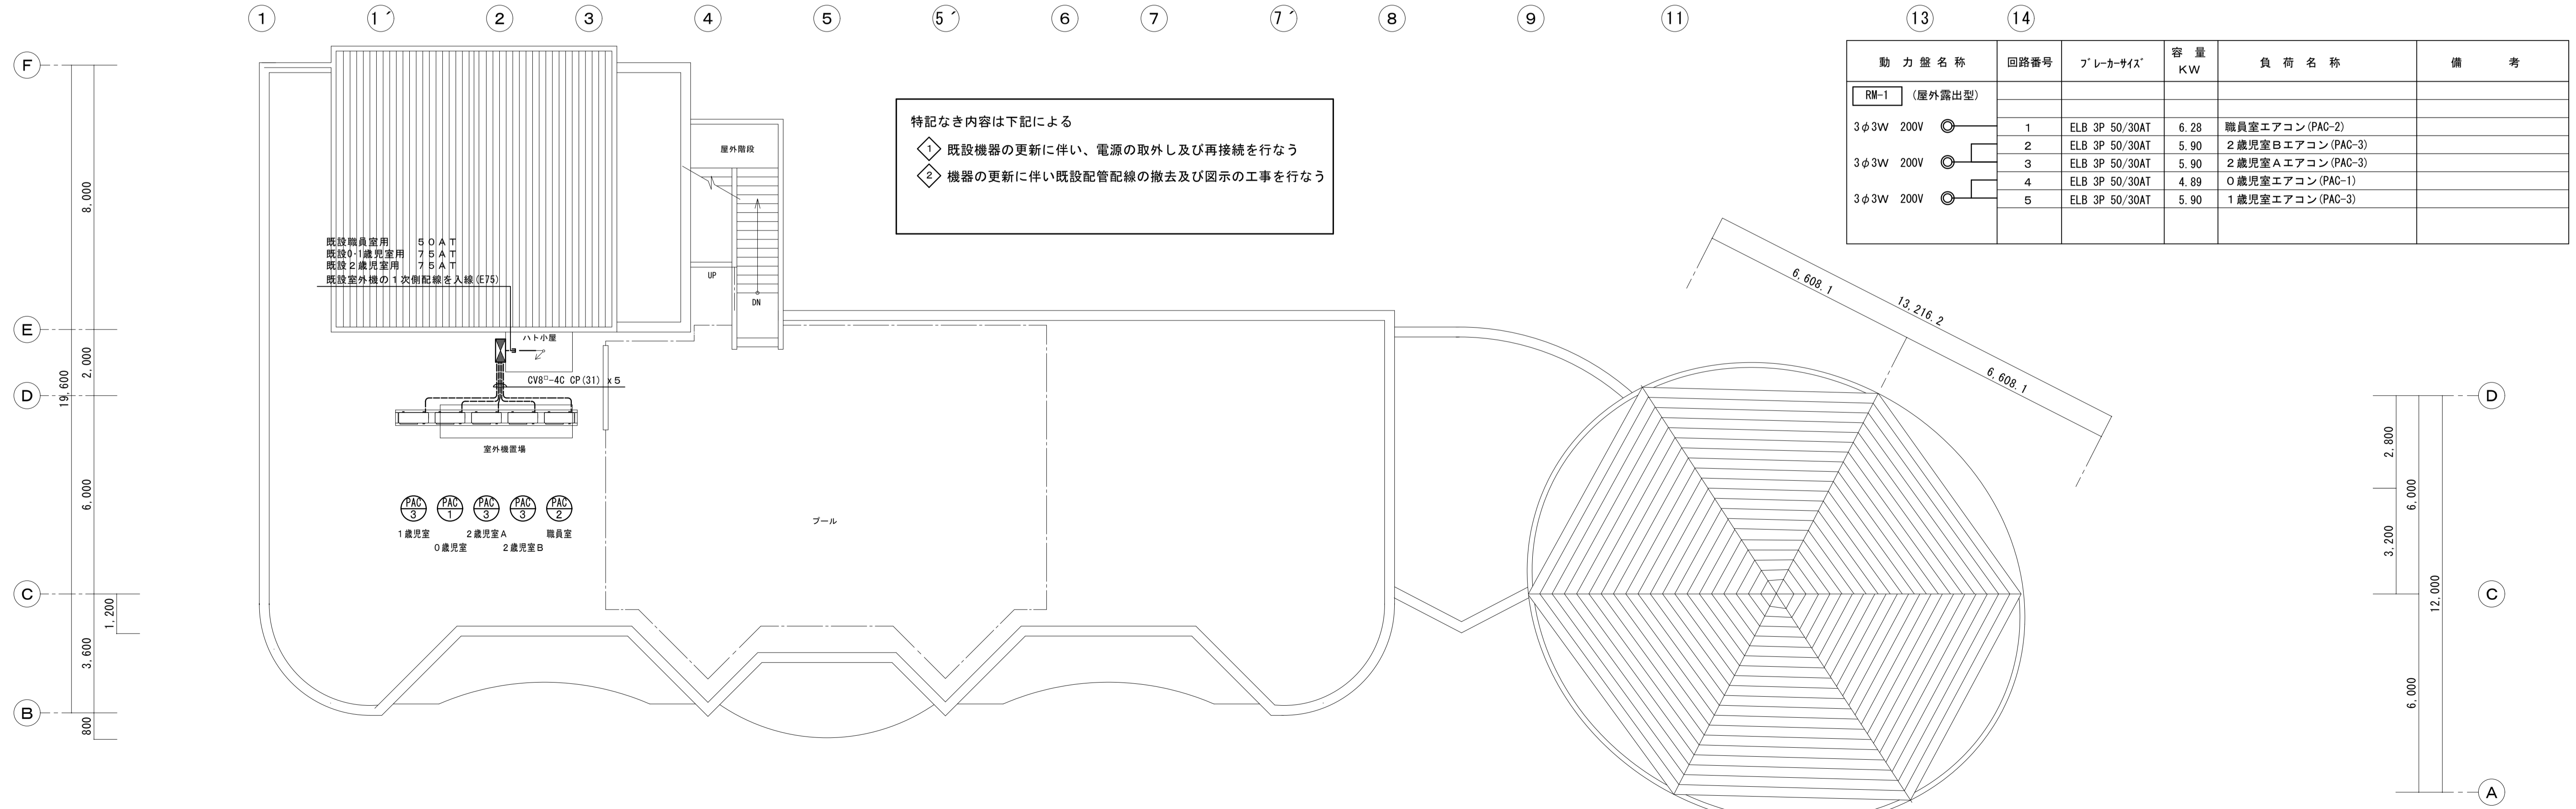 1 1´ 2 3 4 5 5´ 6 7 7´ 8 9 11 13 14
F
E
D
C
B
8.000
2.000
19.600
6.000
1.200
3.600
800
既設職員室用 50AT
既設0・1歳児室用 75AT
既設2歳児室用 75AT
既設室外機の1次側配線を入線(E75)
ハト小屋
CV8□-4C CP(31) x5
室外機置場
PAC 3
PAC 1
PAC 3
PAC 3
PAC 2
1歳児室
0歳児室
2歳児室A
2歳児室B
職員室
屋外階段
UP
DN
プール
特記なき内容は下記による
1 既設機器の更新に伴い、電源の取外し及び再接続を行なう
2 機器の更新に伴い既設配管配線の撤去及び図示の工事を行なう
動力盤名称 回路番号 ブレーカーサイズ 容量 KW 負荷名称 備考
RM-1 (屋外露出型)
3φ3W 200V 1 ELB 3P 50/30AT 6.28 職員室エアコン(PAC-2)
2 ELB 3P 50/30AT 5.90 2歳児室Bエアコン(PAC-3)
3φ3W 200V 3 ELB 3P 50/30AT 5.90 2歳児室Aエアコン(PAC-3)
4 ELB 3P 50/30AT 4.89 0歳児室エアコン(PAC-1)
3φ3W 200V 5 ELB 3P 50/30AT 5.90 1歳児室エアコン(PAC-3)
6.608.1
13.216.2
6.608.1
2.800
3.200
6.000
12.000
6.000
D
C
A